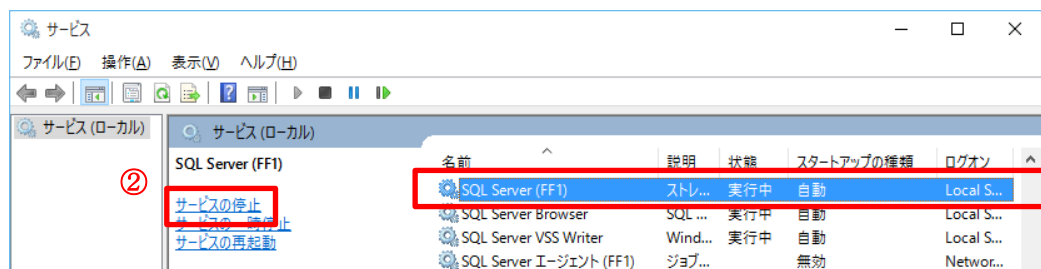 サービス
ファイル(F) 操作(A) 表示(V) ヘルプ(H)
サービス (ローカル)
サービス (ローカル)
SQL Server (FF1)
②
サービスの停止
サービスの一時停止
サービスの再起動
名前 説明 状態 スタートアップの種類 ログオン
SQL Server (FF1) ストレ... 実行中 自動 Local S...
SQL Server Browser SQL ... 実行中 自動 Local S...
SQL Server VSS Writer Wind... 実行中 自動 Local S...
SQL Server エージェント (FF1) ジョブ... 無効 Networ...